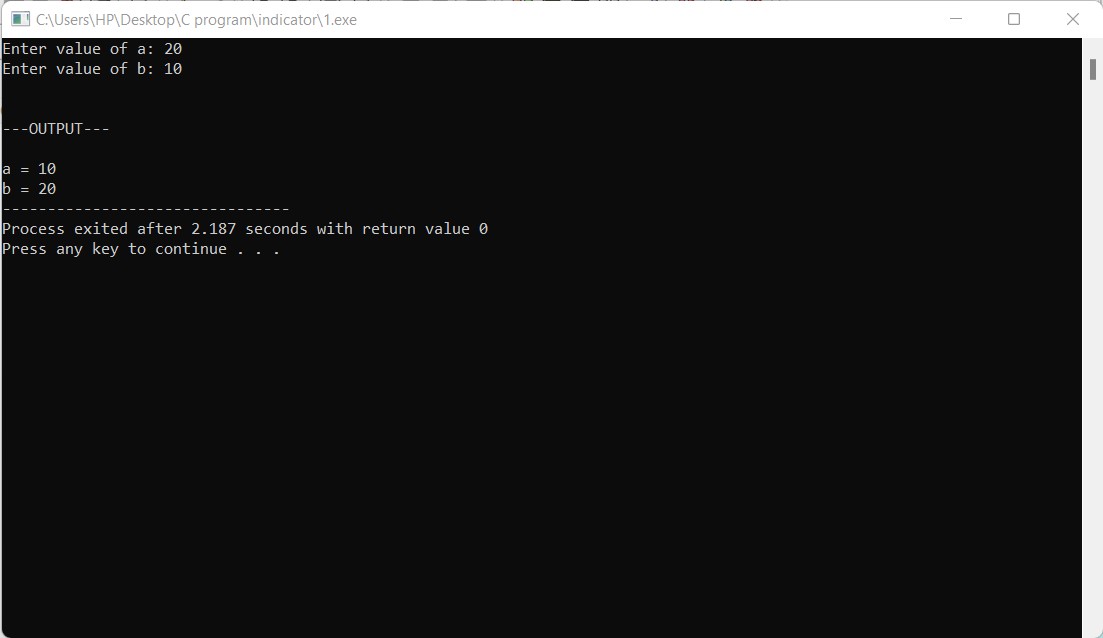 C:\Users\HP\Desktop\C program\indicator\1.exe
Enter value of a: 20
Enter value of b: 10
---OUTPUT---
a = 10
b = 20
--------------------------------
Process exited after 2.187 seconds with return value 0
Press any key to continue . . .